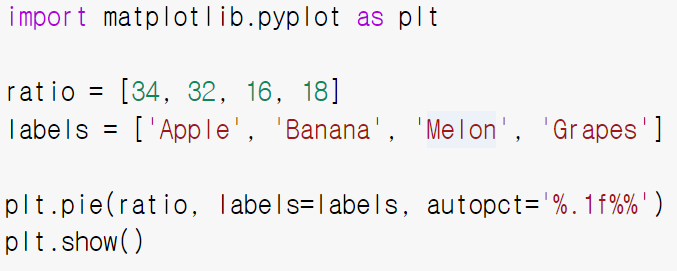 import matplotlib.pyplot as plt
ratio = [34, 32, 16, 18]
labels = ['Apple', 'Banana', 'Melon', 'Grapes']
plt.pie(ratio, labels=labels, autopct='%.1f%%')
plt.show()